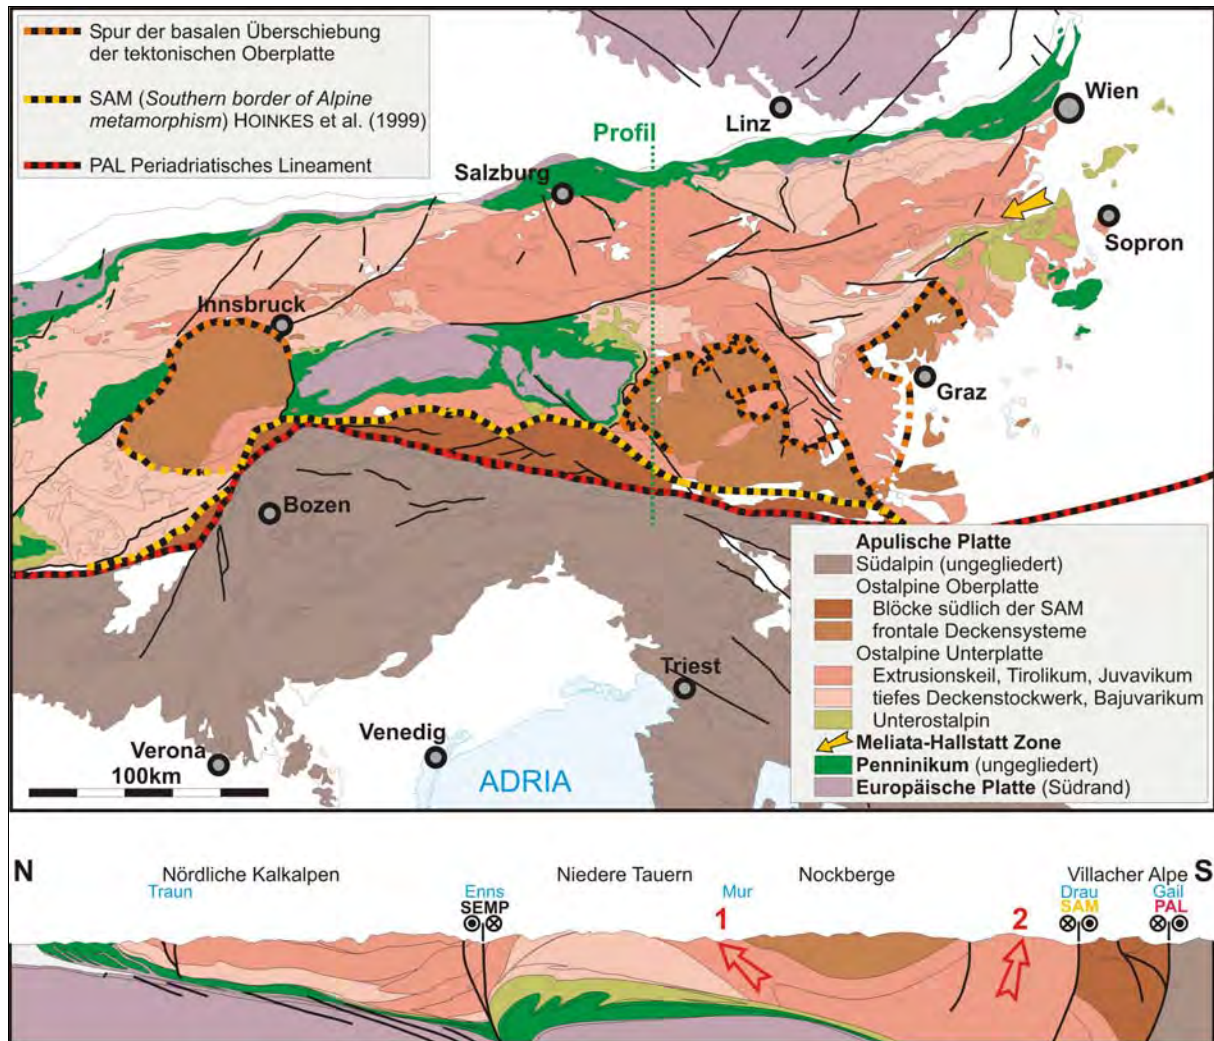 Spur der basalen Überschiebung
der tektonischen Oberplatte
SAM (Southern border of Alpine
metamorphism) HOINKES et al. (1999)
PAL Periadriatisches Lineament
Wien
Linz
Profil
Salzburg
Sopron
Innsbruck
Graz
Bozen
Triest
Venedig
Verona
100km
ADRIA
Apulische Platte
Südalpin (ungegliedert)
Ostalpine Oberplatte
Blöcke südlich der SAM
frontale Deckensysteme
Ostalpine Unterplatte
Extrusionskeil, Tirolikum, Juvavikum
tiefes Deckenstockwerk, Bajuvarikum
Unterostalpin
Meliata-Hallstatt Zone
Penninikum (ungegliedert)
Europäische Platte (Südrand)
N
Nördliche Kalkalpen
Niedere Tauern
Nockberge
Villacher Alpe
S
Traun
Enns
Mur
Drau
Gail
SEMP
SAM
PAL
1
2